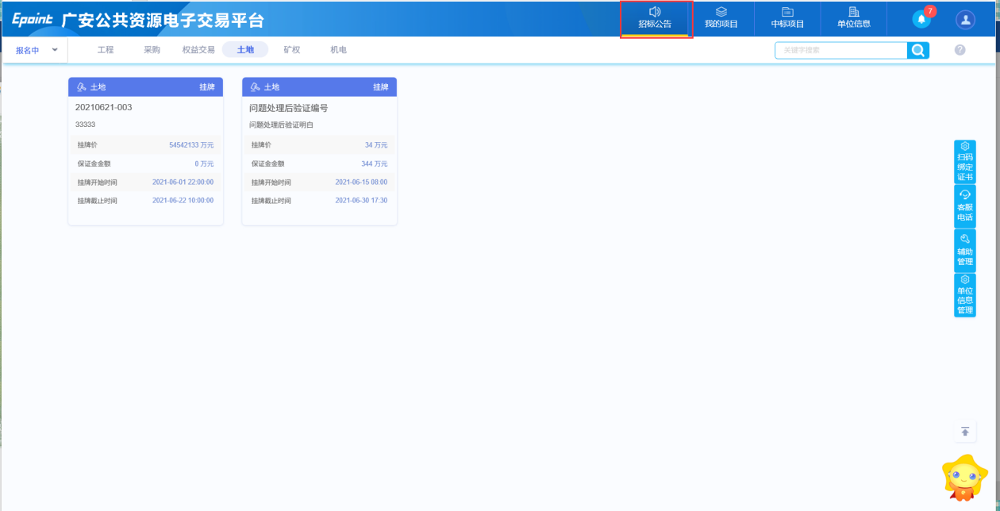 Epoint 广安公共资源电子交易平台
招标公告
我的项目
中标项目
单位信息
7
报名中
工程
采购
权益交易
土地
矿权
机电
关键字搜索
?
土地 挂牌
20210621-003
33333
挂牌价 54542133 万元
保证金金额 0 万元
挂牌开始时间 2021-06-01 22:00:00
挂牌截止时间 2021-06-22 10:00:00
土地 挂牌
问题处理后验证编号
问题处理后验证明白
挂牌价 34 万元
保证金金额 344 万元
挂牌开始时间 2021-06-15 08:00
挂牌截止时间 2021-06-30 17:30
扫码
绑定
证书
客服
电话
辅助
管理
单位
信息
管理